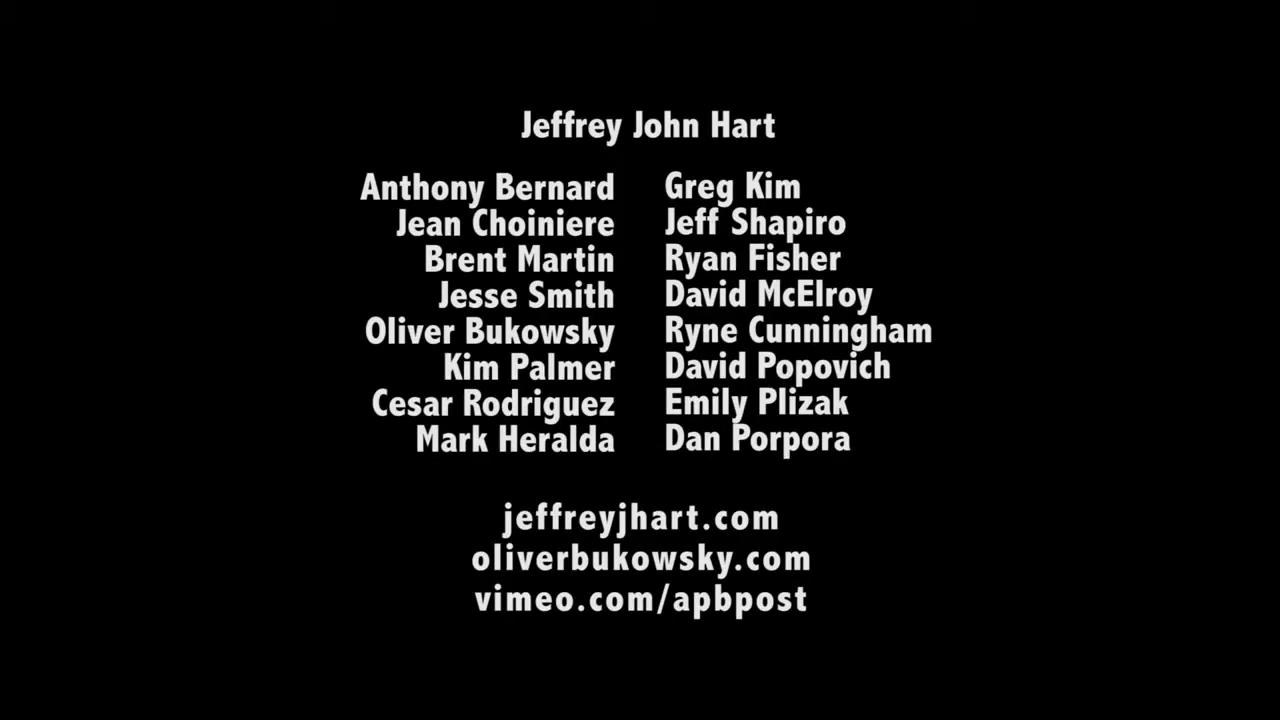 Jeffrey John Hart
Anthony Bernard Greg Kim
Jean Choiniere Jeff Shapiro
Brent Martin Ryan Fisher
Jesse Smith David McElroy
Oliver Bukowsky Ryne Cunningham
Kim Palmer David Popovich
Cesar Rodriguez Emily Plizak
Mark Heralda Dan Porpora
jeffreyjhart.com
oliverbukowsky.com
vimeo.com/apbpost